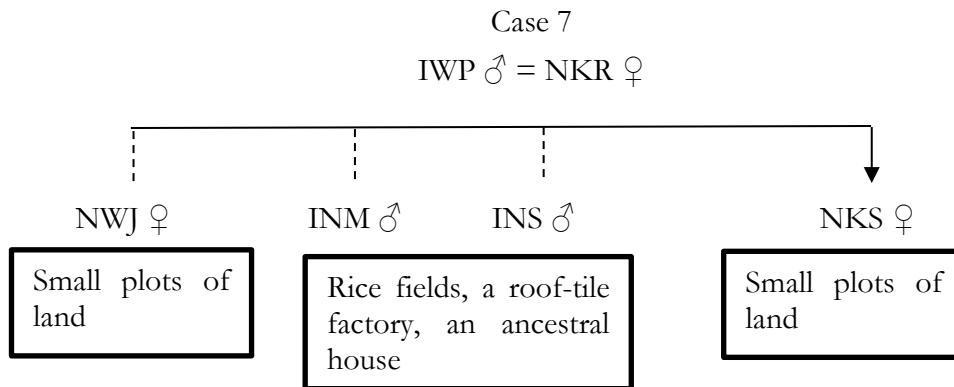 Case 7
IWP ♂ = NKR ♀
NWJ ♀ INM ♂ INS ♂ NKS ♀
Small plots of
land
Rice fields, a roof-tile
factory, an ancestral
house
Small plots of
land